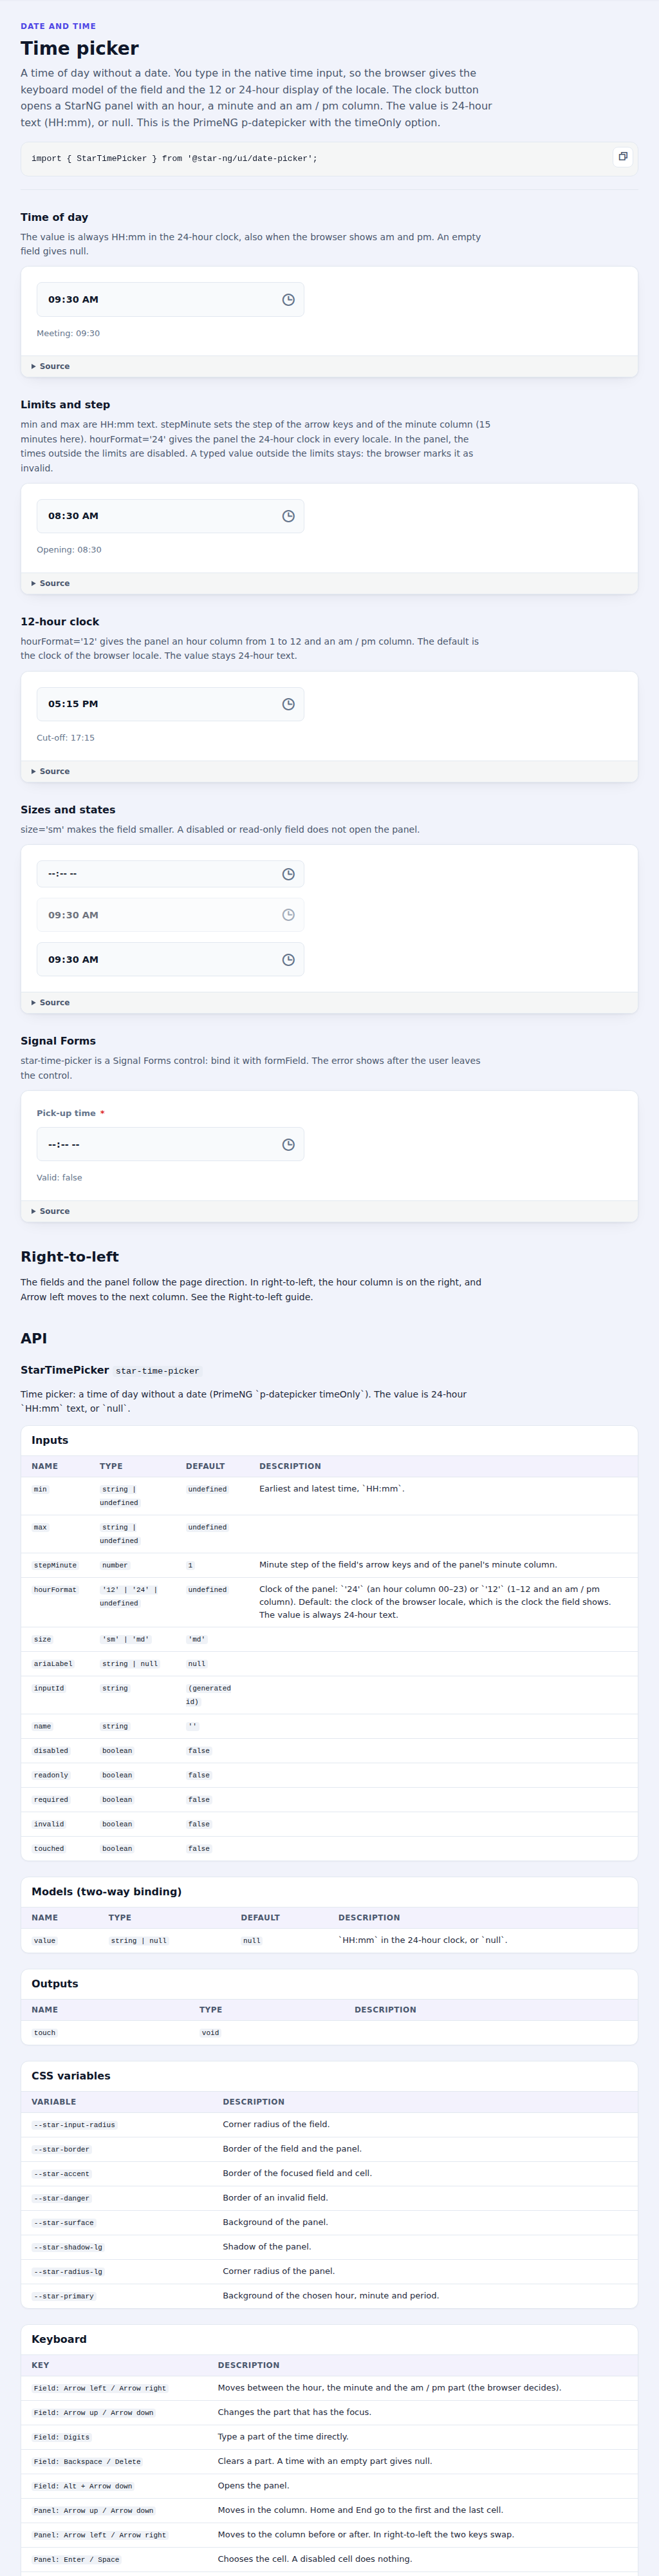 DATE AND TIME
Time picker
A time of day without a date. You type in the native time input, so the browser gives the
keyboard model of the field and the 12 or 24-hour display of the locale. The clock button
opens a StarNG panel with an hour, a minute and an am / pm column. The value is 24-hour
text (HH:mm), or null. This is the PrimeNG p-datepicker with the timeOnly option.
import { StarTimePicker } from '@star-ng/ui/date-picker';
Time of day
The value is always HH:mm in the 24-hour clock, also when the browser shows am and pm. An empty
field gives null.
09:30 AM
Meeting: 09:30
Source
Limits and step
min and max are HH:mm text. stepMinute sets the step of the arrow keys and of the minute column (15
minutes here). hourFormat='24' gives the panel the 24-hour clock in every locale. In the panel, the
times outside the limits are disabled. A typed value outside the limits stays: the browser marks it as
invalid.
08:30 AM
Opening: 08:30
Source
12-hour clock
hourFormat='12' gives the panel an hour column from 1 to 12 and an am / pm column. The default is
the clock of the browser locale. The value stays 24-hour text.
05:15 PM
Cut-off: 17:15
Source
Sizes and states
size='sm' makes the field smaller. A disabled or read-only field does not open the panel.
--:-- --
09:30 AM
09:30 AM
Source
Signal Forms
star-time-picker is a Signal Forms control: bind it with formField. The error shows after the user leaves
the control.
Pick-up time *
--:-- --
Valid: false
Source
Right-to-left
The fields and the panel follow the page direction. In right-to-left, the hour column is on the right, and
Arrow left moves to the next column. See the Right-to-left guide.
API
StarTimePicker star-time-picker
Time picker: a time of day without a date (PrimeNG `p-datepicker timeOnly`). The value is 24-hour
`HH:mm` text, or `null`.
Inputs
NAME TYPE DEFAULT DESCRIPTION
min string | undefined undefined Earliest and latest time, `HH:mm`.
max string | undefined undefined
stepMinute number 1 Minute step of the field's arrow keys and of the panel's minute column.
hourFormat '12' | '24' | undefined undefined Clock of the panel: `'24'` (an hour column 00–23) or `'12'` (1–12 and an am / pm
column). Default: the clock of the browser locale, which is the clock the field shows.
The value is always 24-hour text.
size 'sm' | 'md' 'md'
ariaLabel string | null null
inputId string (generated id)
name string ''
disabled boolean false
readonly boolean false
required boolean false
invalid boolean false
touched boolean false
Models (two-way binding)
NAME TYPE DEFAULT DESCRIPTION
value string | null null `HH:mm` in the 24-hour clock, or `null`.
Outputs
NAME TYPE DESCRIPTION
touch void
CSS variables
VARIABLE DESCRIPTION
--star-input-radius Corner radius of the field.
--star-border Border of the field and the panel.
--star-accent Border of the focused field and cell.
--star-danger Border of an invalid field.
--star-surface Background of the panel.
--star-shadow-lg Shadow of the panel.
--star-radius-lg Corner radius of the panel.
--star-primary Background of the chosen hour, minute and period.
Keyboard
KEY DESCRIPTION
Field: Arrow left / Arrow right Moves between the hour, the minute and the am / pm part (the browser decides).
Field: Arrow up / Arrow down Changes the part that has the focus.
Field: Digits Type a part of the time directly.
Field: Backspace / Delete Clears a part. A time with an empty part gives null.
Field: Alt + Arrow down Opens the panel.
Panel: Arrow up / Arrow down Moves in the column. Home and End go to the first and the last cell.
Panel: Arrow left / Arrow right Moves to the column before or after. In right-to-left the two keys swap.
Panel: Enter / Space Chooses the cell. A disabled cell does nothing.